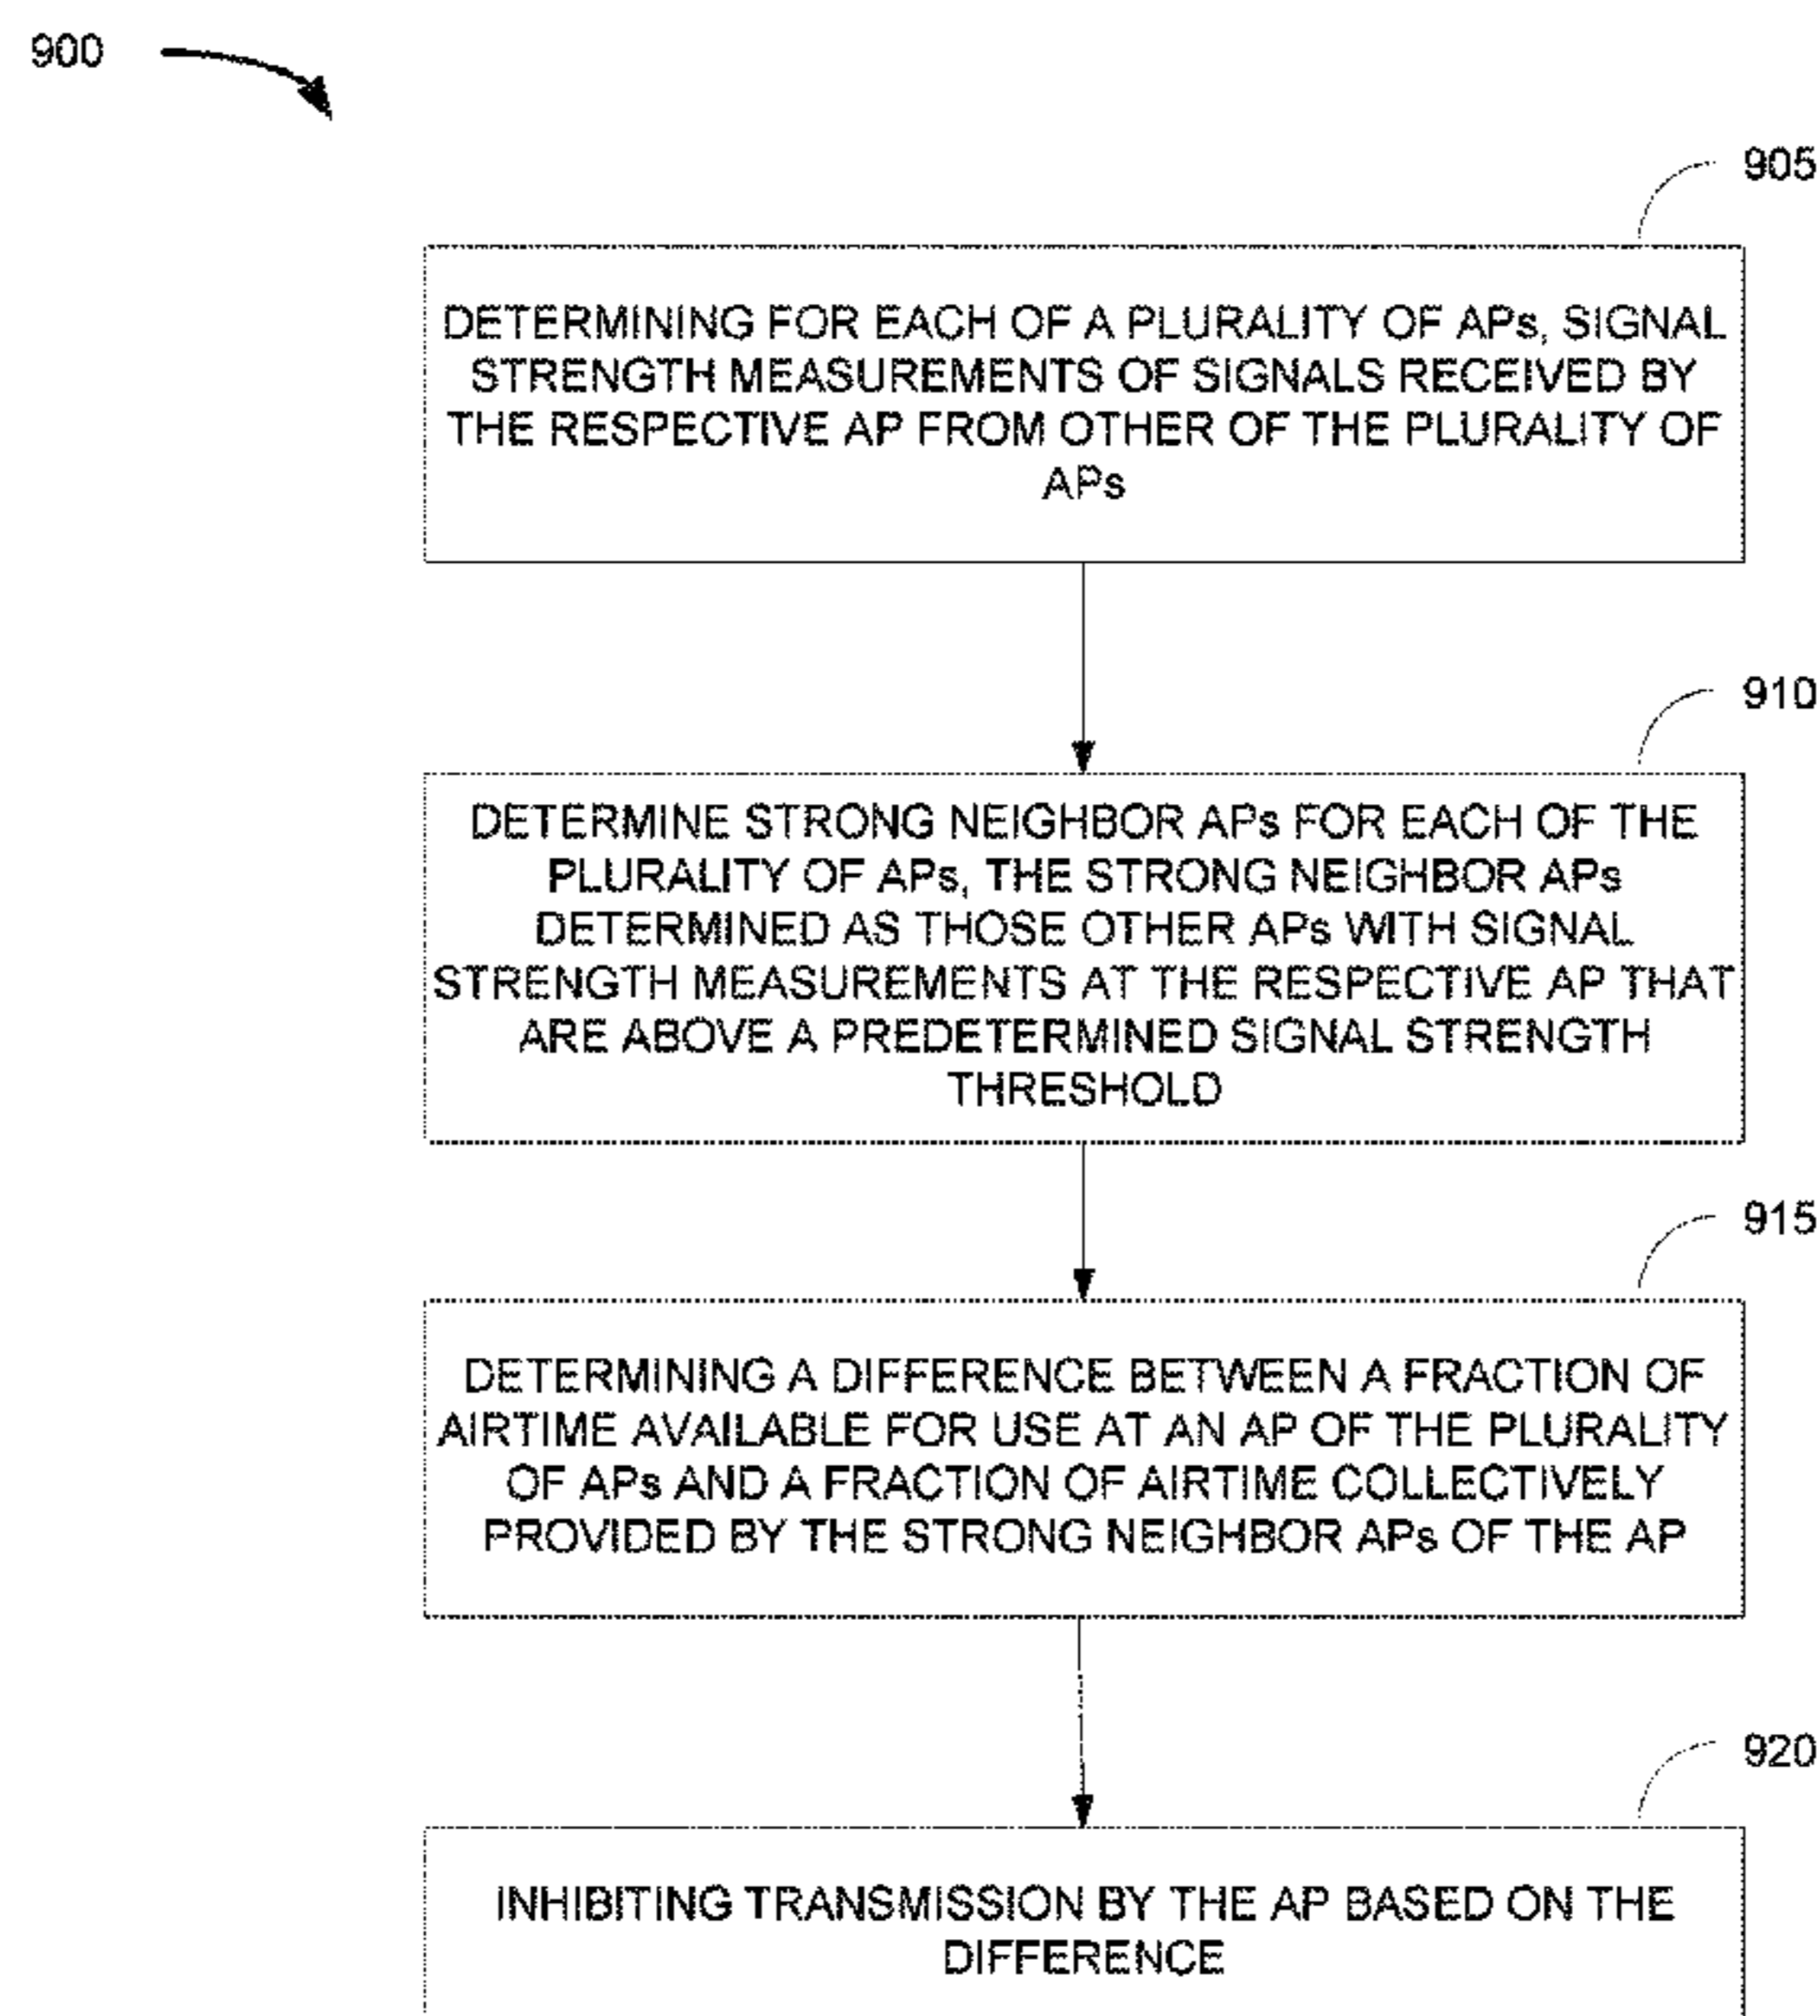 900
905
DETERMINING FOR EACH OF A PLURALITY OF APs, SIGNAL
STRENGTH MEASUREMENTS OF SIGNALS RECEIVED BY
THE RESPECTIVE AP FROM OTHER OF THE PLURALITY OF
APs
910
DETERMINE STRONG NEIGHBOR APs FOR EACH OF THE
PLURALITY OF APs, THE STRONG NEIGHBOR APs
DETERMINED AS THOSE OTHER APs WITH SIGNAL
STRENGTH MEASUREMENTS AT THE RESPECTIVE AP THAT
ARE ABOVE A PREDETERMINED SIGNAL STRENGTH
THRESHOLD
915
DETERMINING A DIFFERENCE BETWEEN A FRACTION OF
AIRTIME AVAILABLE FOR USE AT AN AP OF THE PLURALITY
OF APs AND A FRACTION OF AIRTIME COLLECTIVELY
PROVIDED BY THE STRONG NEIGHBOR APs OF THE AP
920
INHIBITING TRANSMISSION BY THE AP BASED ON THE
DIFFERENCE